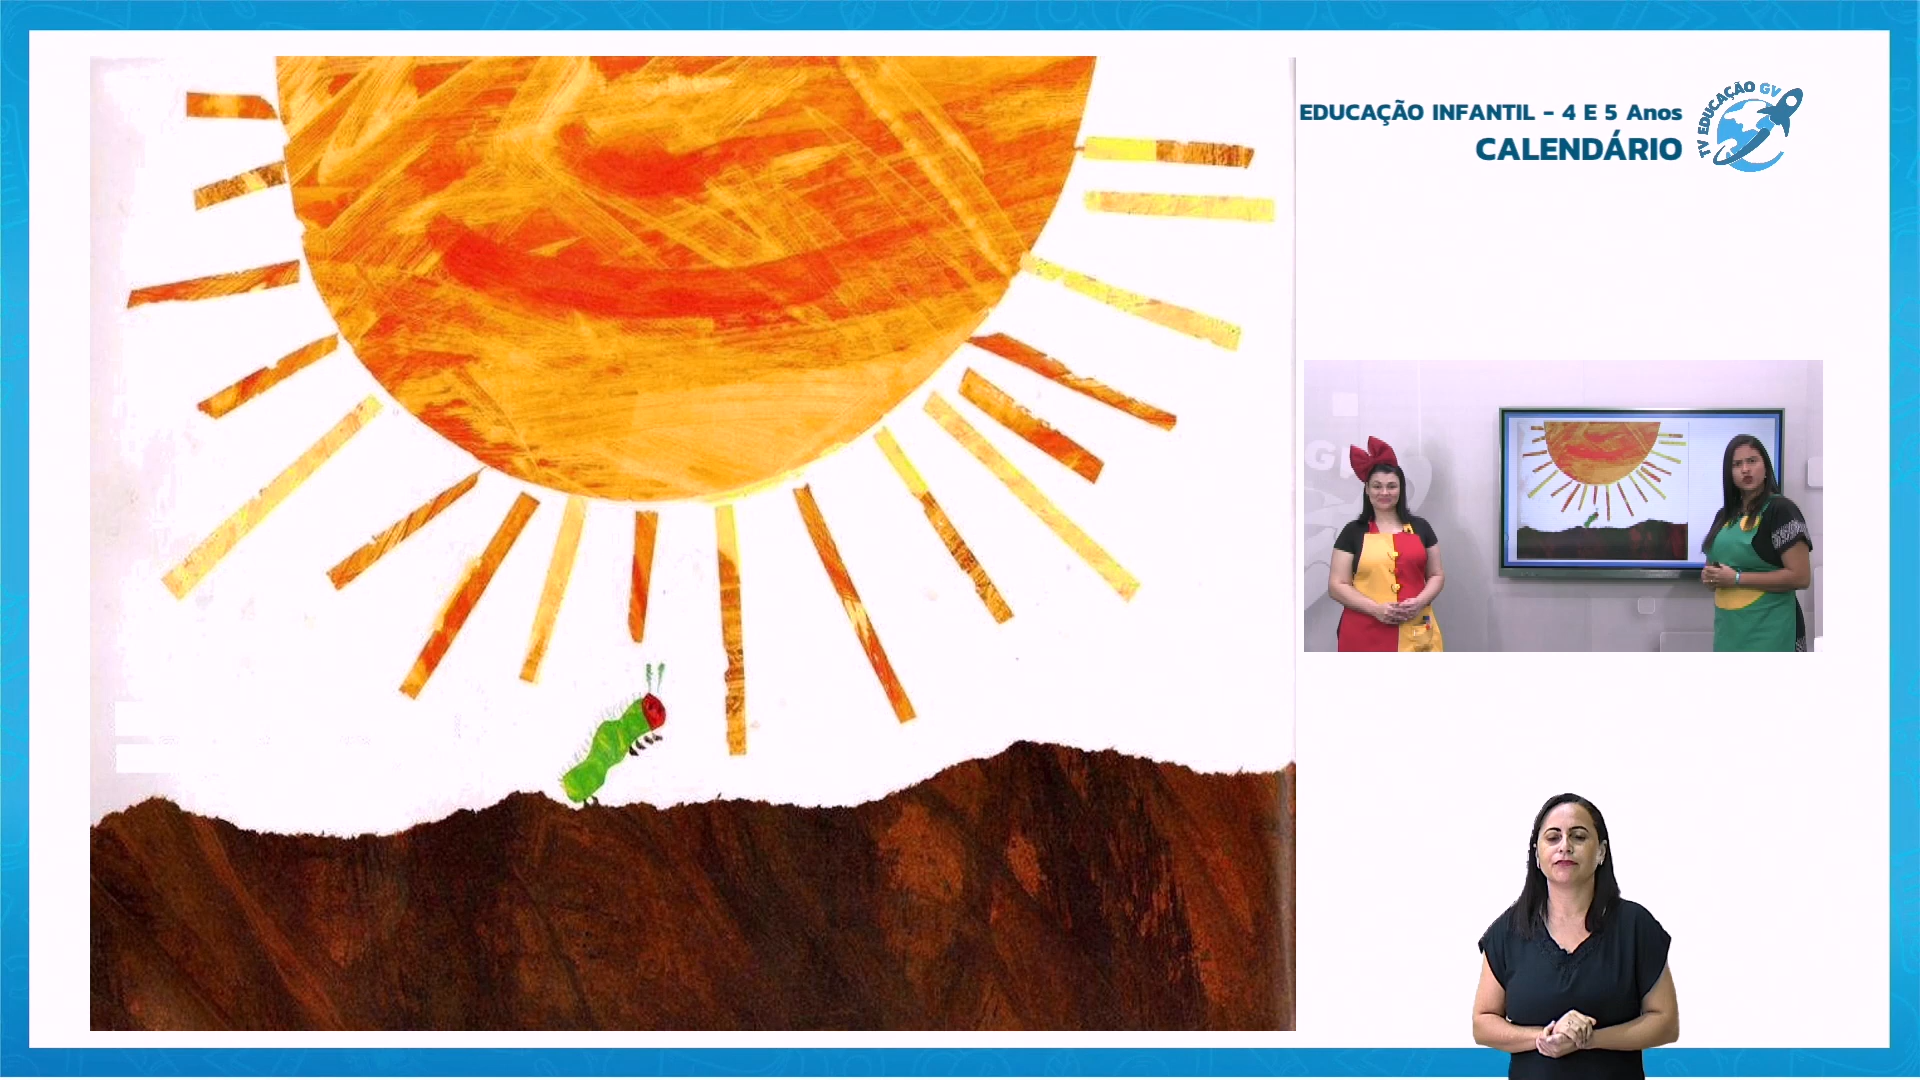 EDUCAÇÃO INFANTIL - 4 E 5 Anos
CALENDÁRIO
TV EDUCAÇÃO GV